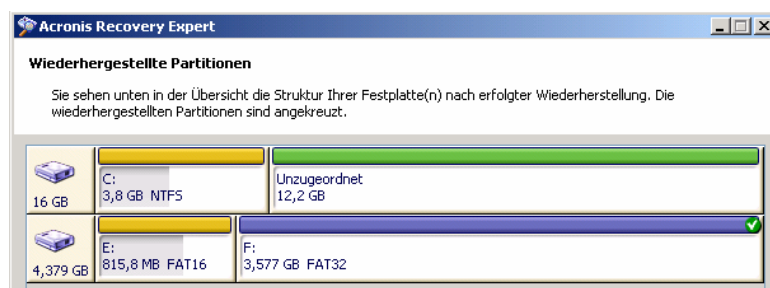 Acronis Recovery Expert
Wiederhergestellte Partitionen
Sie sehen unten in der Übersicht die Struktur Ihrer Festplatte(n) nach erfolgter Wiederherstellung. Die
wiederhergestellten Partitionen sind angekreuzt.
16 GB
C:
3,8 GB NTFS
Unzugeordnet
12,2 GB
4,379 GB
E:
815,8 MB FAT16
F:
3,577 GB FAT32